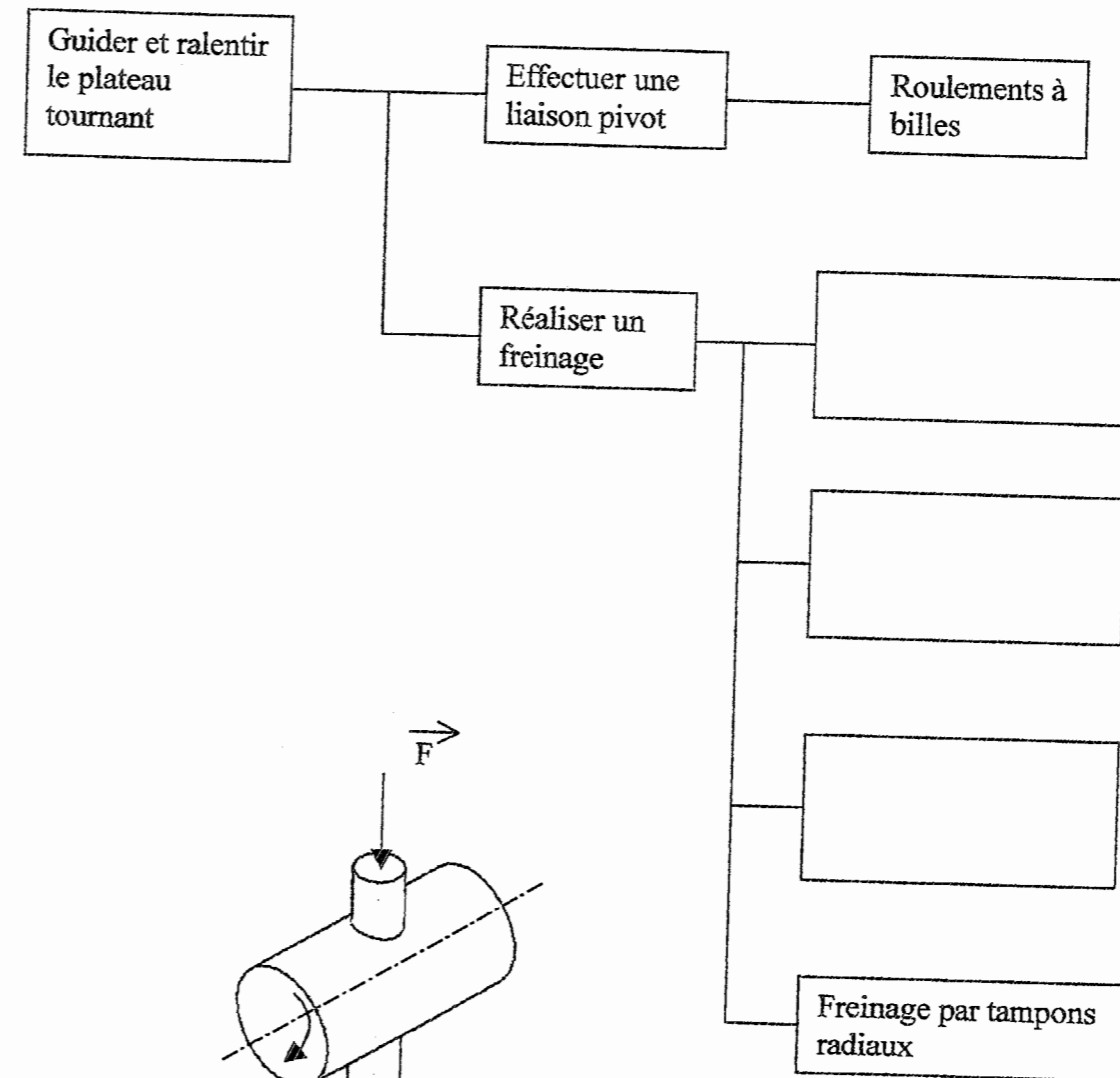 Guider et ralentir
le plateau
tournant
Effectuer une
liaison pivot
Roulements à
billes
Réaliser un
freinage
F
Freinage par tampons
radiaux